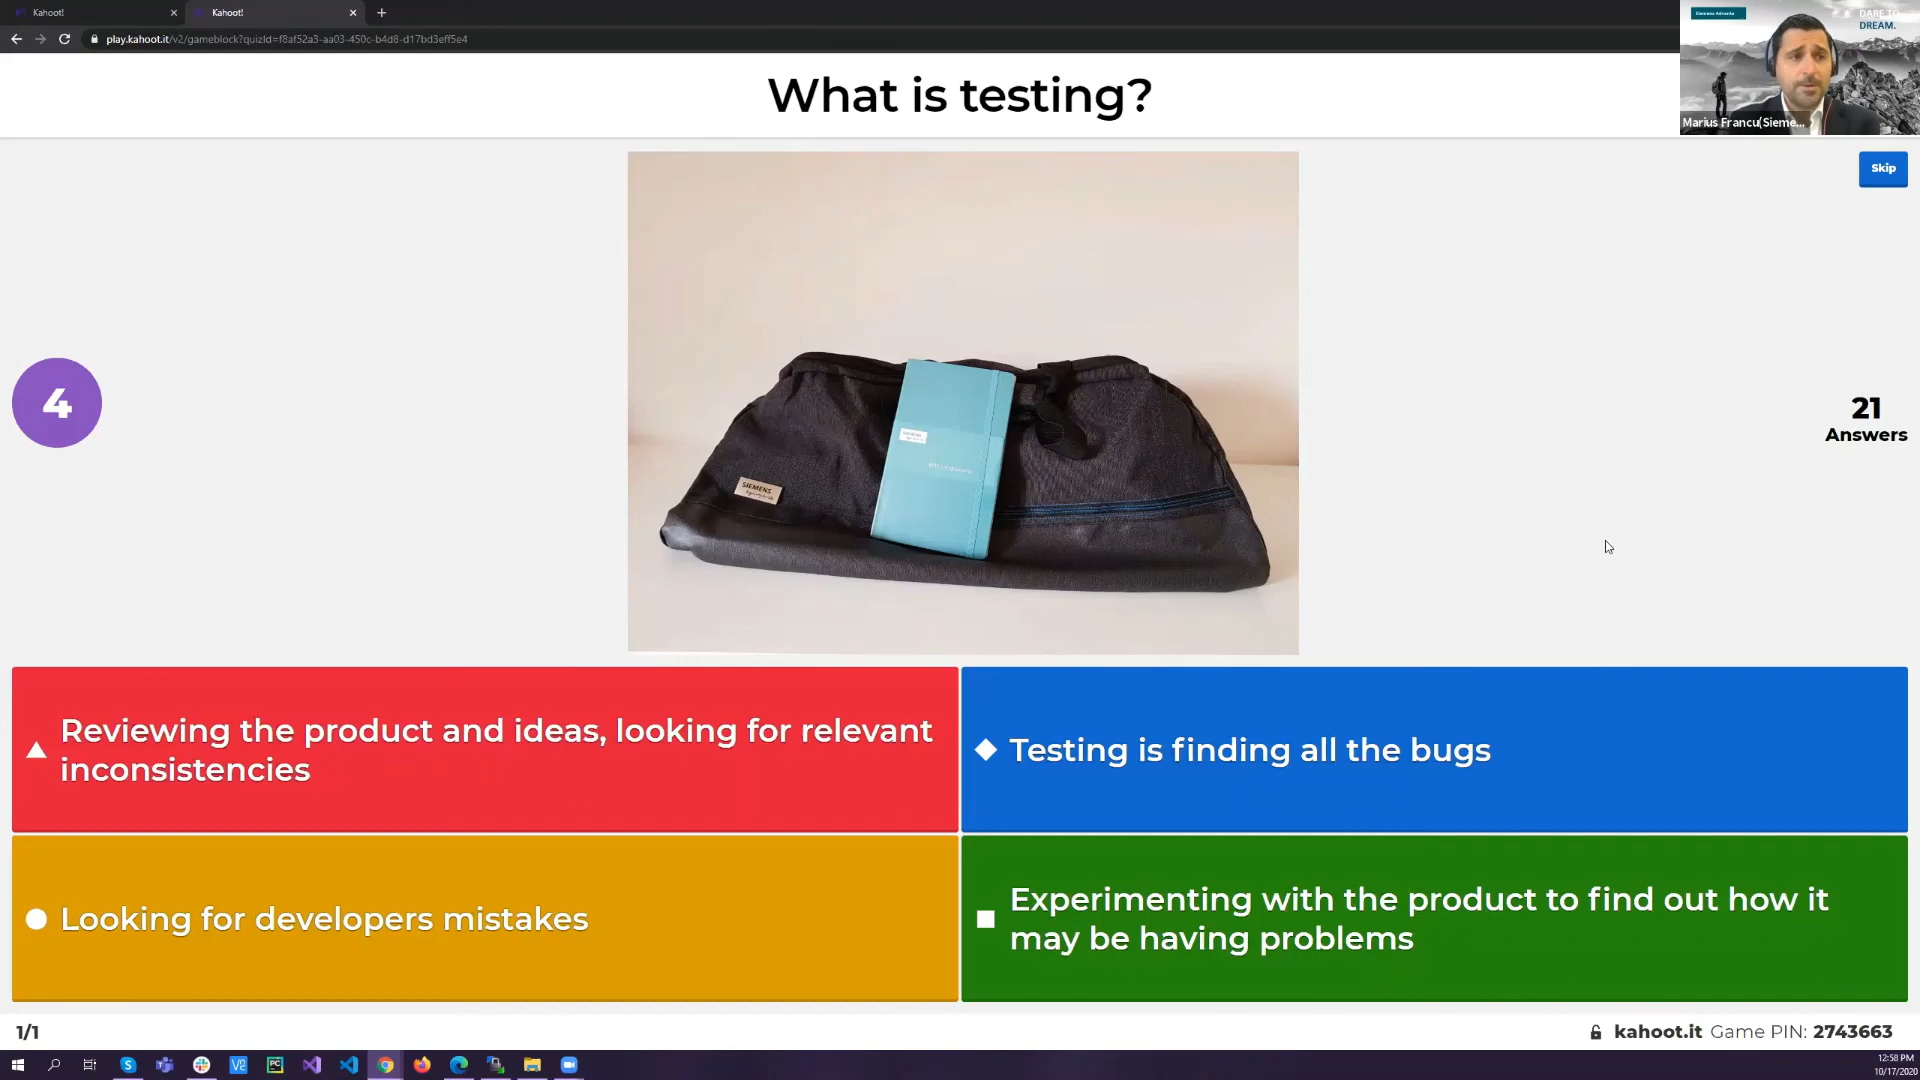 Kahoot!
Kahoot!
play.kahoot.it/v2/gameblock?quizId=f8af52a3-aa03-450c-b4d8-d17bd3eff5e4
What is testing?
Siemens Advanta
DARE TO
DREAM.
Marius Francu(Sieme...
Skip
4
21
Answers
SIEMENS
SIEMENS
Reviewing the product and ideas, looking for relevant
inconsistencies
Testing is finding all the bugs
Looking for developers mistakes
Experimenting with the product to find out how it
may be having problems
1/1
kahoot.it Game PIN: 2743663
12:58 PM
10/17/2020